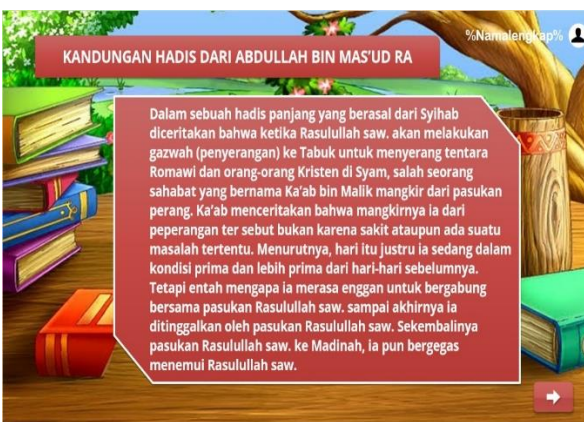 %Namalengkap%
KANDUNGAN HADIS DARI ABDULLAH BIN MAS'UD RA
Dalam sebuah hadis panjang yang berasal dari Syihab
diceritakan bahwa ketika Rasulullah saw. akan melakukan
gazwah (penyerangan) ke Tabuk untuk menyerang tentara
Romawi dan orang-orang Kristen di Syam, salah seorang
sahabat yang bernama Ka'ab bin Malik mangkir dari pasukan
perang. Ka'ab menceritakan bahwa mangkirnya ia dari
peperangan ter sebut bukan karena sakit ataupun ada suatu
masalah tertentu. Menurutnya, hari itu justru ia sedang dalam
kondisi prima dan lebih prima dari hari-hari sebelumnya.
Tetapi entah mengapa ia merasa enggan untuk bergabung
bersama pasukan Rasulullah saw. sampai akhirnya ia
ditinggalkan oleh pasukan Rasulullah saw. Sekembalinya
pasukan Rasulullah saw. ke Madinah, ia pun bergegas
menemui Rasulullah saw.